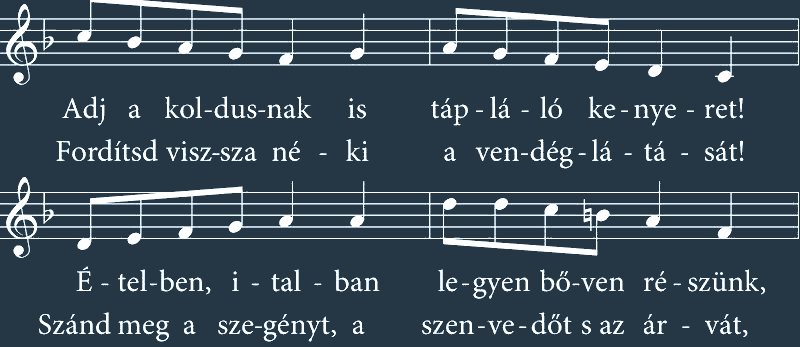 Adj a kol-dus-nak is táp - lá - ló ke - nye - ret!
Fordítsd visz-sza né - ki a ven-dég - lá - tá - sát!
É - tel-ben, i - tal - ban le-gyen bő-ven ré - szünk,
Szánd meg a sze-gényt, a szen-ve-dőt s az ár - vát,